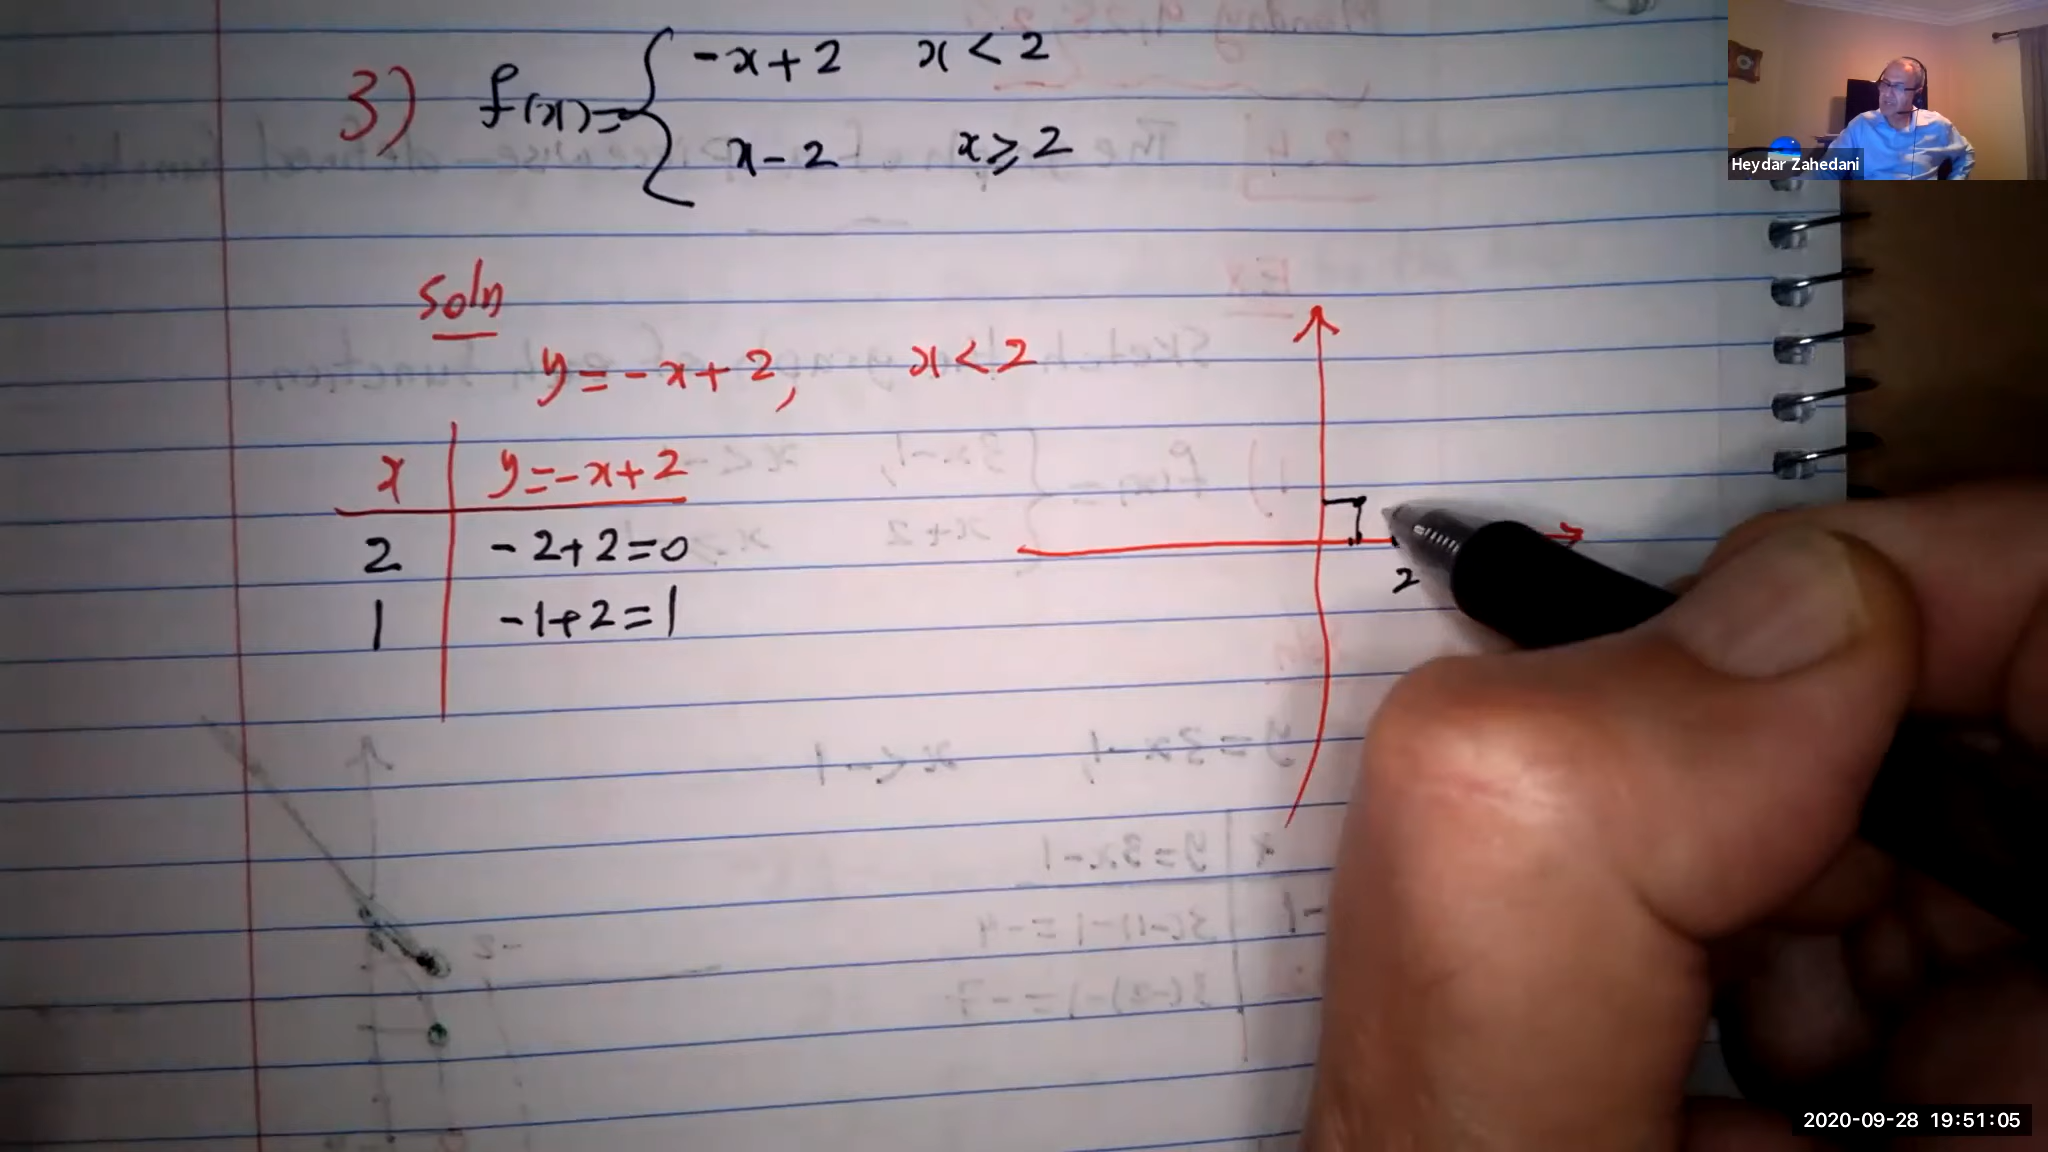 3) f(x)= { -x+2 x < 2
x-2 x ≥ 2
Soln
y = -x+2, x < 2
x | y=-x+2
2 | -2+2=0
1 | -1+2=1
2
Heydar Zahedani
2020-09-28 19:51:05